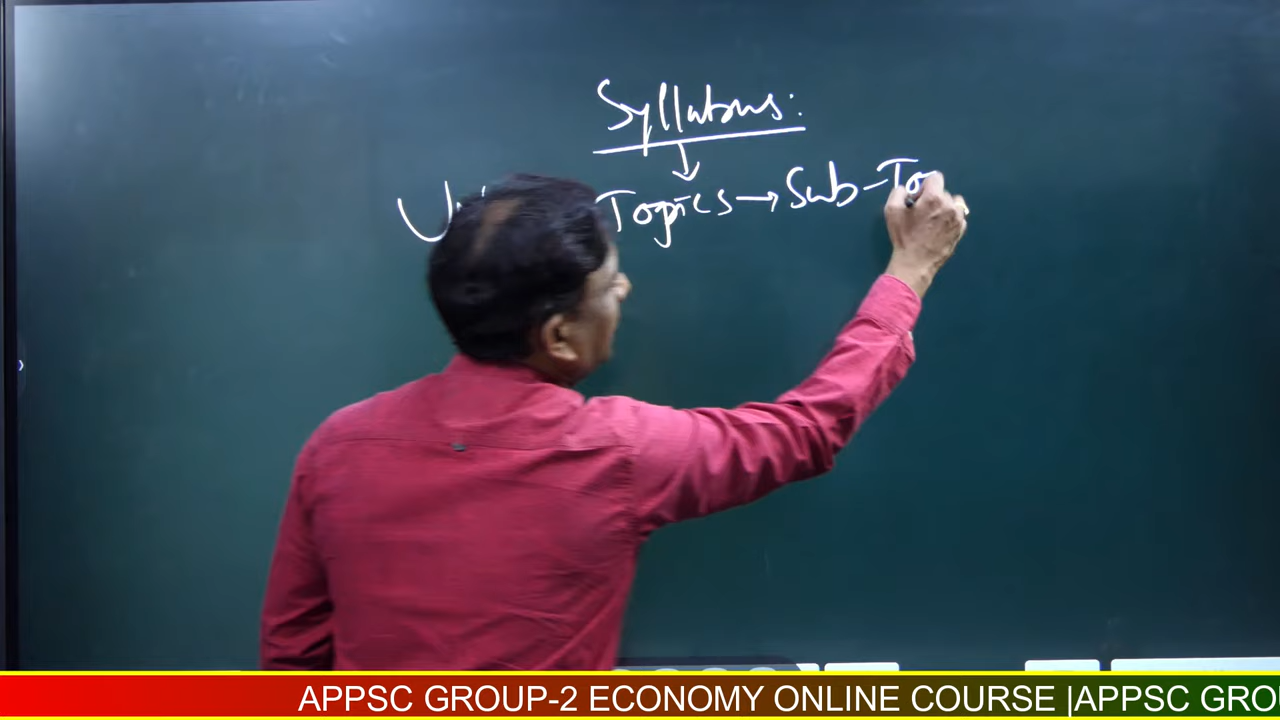 Syllabus:
↓
Topics → Sub-To
APPSC GROUP-2 ECONOMY ONLINE COURSE |APPSC GRO